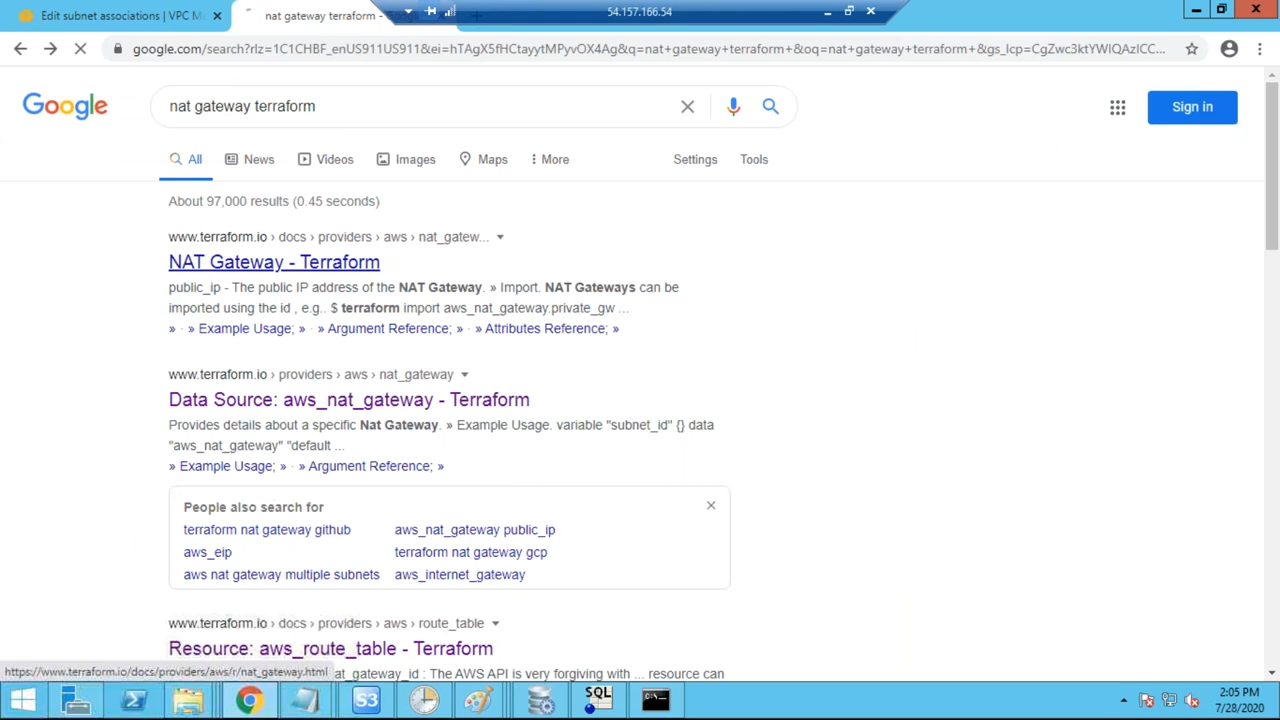 Edit subnet associations | VPC M
nat gateway terraform - Google
54.157.166.54
google.com/search?rlz=1C1CHBF_enUS911US911&ei=hTAgX5fHCtayytMPyvOX4Ag&q=nat+gateway+terraform+&oq=nat+gateway+terraform+&gs_lcp=CgZwc3ktYWIQAzICC...
Google
nat gateway terraform
Sign in
All
News
Videos
Images
Maps
More
Settings
Tools
About 97,000 results (0.45 seconds)
www.terraform.io › docs › providers › aws › nat_gatew...
NAT Gateway - Terraform
public_ip - The public IP address of the NAT Gateway. » Import. NAT Gateways can be
imported using the id , e.g.. $ terraform import aws_nat_gateway.private_gw ...
» · » Example Usage; » · » Argument Reference; » · » Attributes Reference; »
www.terraform.io › providers › aws › nat_gateway
Data Source: aws_nat_gateway - Terraform
Provides details about a specific Nat Gateway. » Example Usage. variable "subnet_id" {} data
"aws_nat_gateway" "default ...
» Example Usage; » · » Argument Reference; »
People also search for
terraform nat gateway github
aws_nat_gateway public_ip
aws_eip
terraform nat gateway gcp
aws nat gateway multiple subnets
aws_internet_gateway
www.terraform.io › docs › providers › aws › route_table
Resource: aws_route_table - Terraform
https://www.terraform.io/docs/providers/aws/r/nat_gateway.html
at_gateway_id : The AWS API is very forgiving with ... resource can
S3
SQL
2:05 PM
7/28/2020